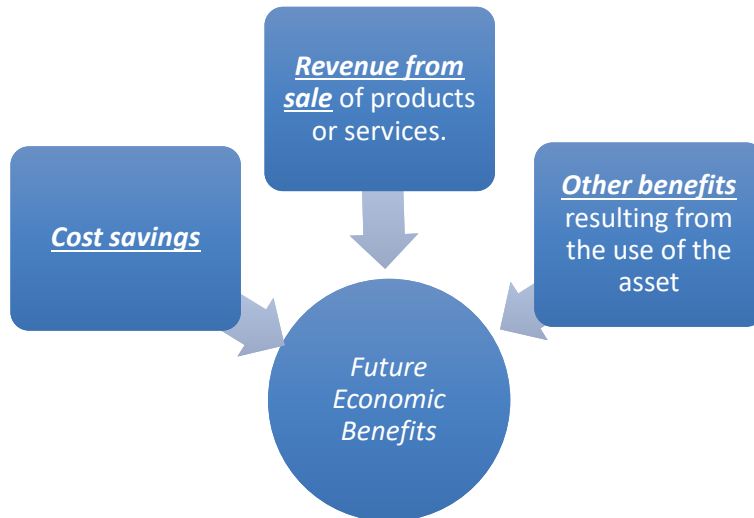 Cost savings
Revenue from
sale of products
or services.
Other benefits
resulting from
the use of the
asset
Future
Economic
Benefits